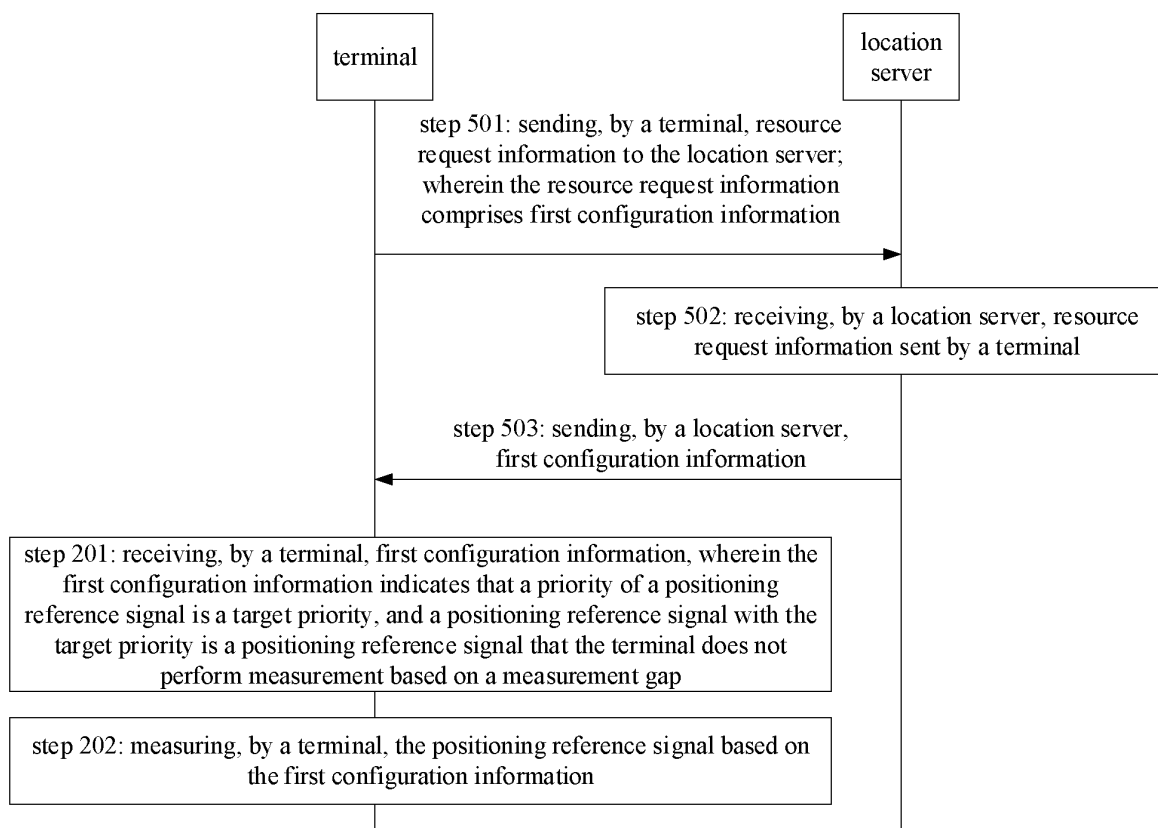 terminal
location
server
step 501: sending, by a terminal, resource
request information to the location server;
wherein the resource request information
comprises first configuration information
step 502: receiving, by a location server, resource
request information sent by a terminal
step 503: sending, by a location server,
first configuration information
step 201: receiving, by a terminal, first configuration information, wherein the
first configuration information indicates that a priority of a positioning
reference signal is a target priority, and a positioning reference signal with the
target priority is a positioning reference signal that the terminal does not
perform measurement based on a measurement gap
step 202: measuring, by a terminal, the positioning reference signal based on
the first configuration information